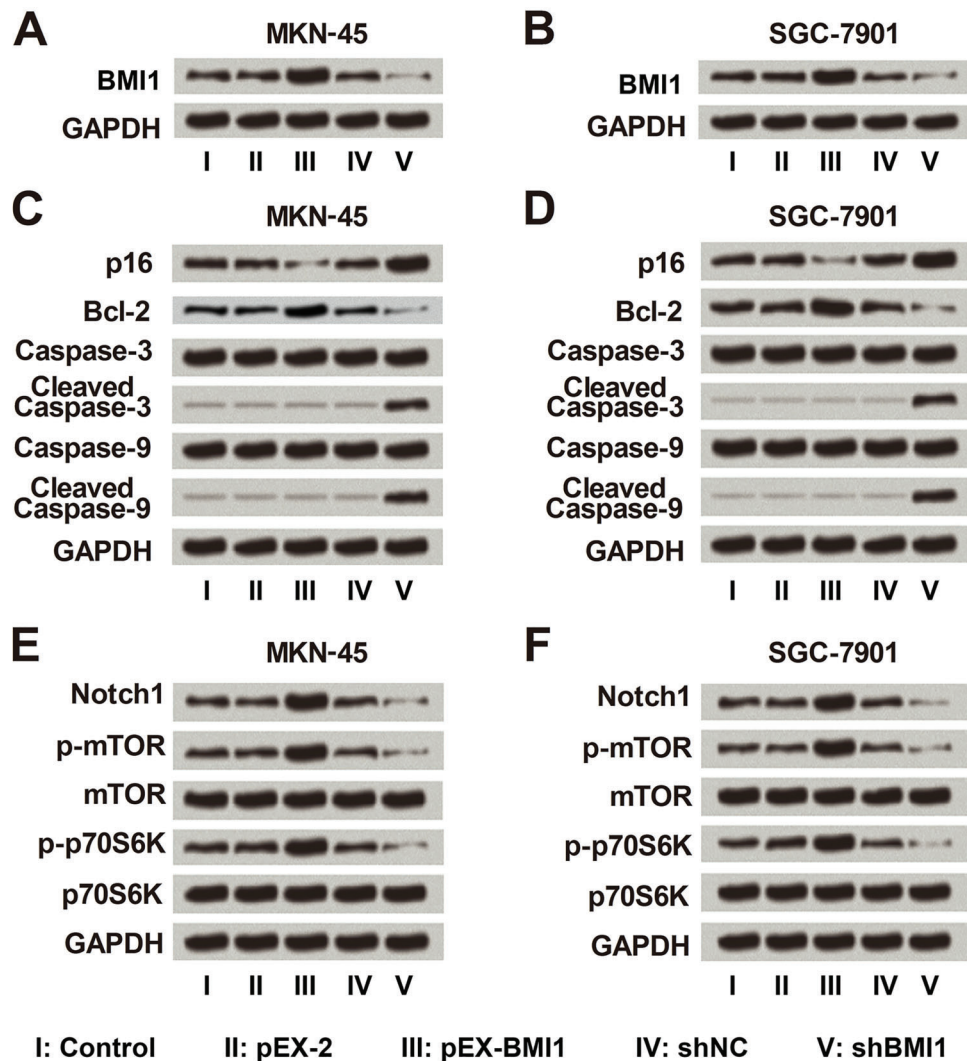 A
MKN-45
BMI1
GAPDH
I II III IV V
B
SGC-7901
BMI1
GAPDH
I II III IV V
C
MKN-45
p16
Bcl-2
Caspase-3
Cleaved
Caspase-3
Caspase-9
Cleaved
Caspase-9
GAPDH
I II III IV V
D
SGC-7901
p16
Bcl-2
Caspase-3
Cleaved
Caspase-3
Caspase-9
Cleaved
Caspase-9
GAPDH
I II III IV V
E
MKN-45
Notch1
p-mTOR
mTOR
p-p70S6K
p70S6K
GAPDH
I II III IV V
F
SGC-7901
Notch1
p-mTOR
mTOR
p-p70S6K
p70S6K
GAPDH
I II III IV V
I: Control II: pEX-2 III: pEX-BMI1 IV: shNC V: shBMI1